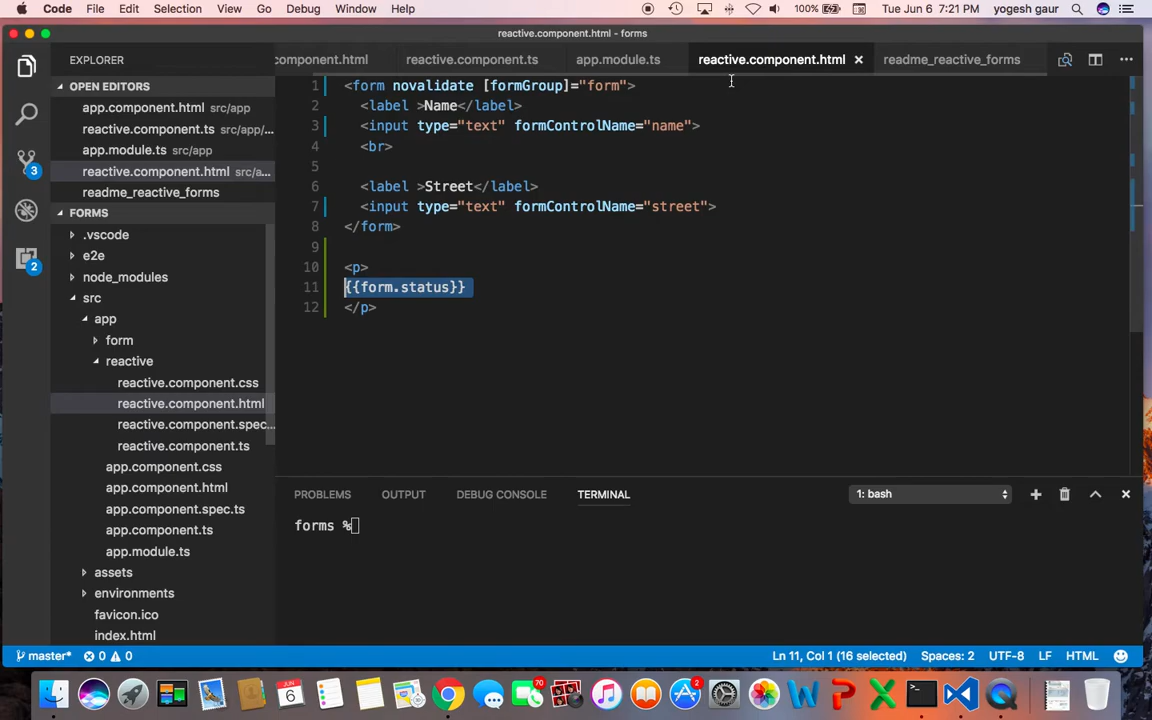 Code File Edit Selection View Go Debug Window Help 100% Tue Jun 6 7:21 PM yogesh gaur
reactive.component.html - forms
EXPLORER
component.html reactive.component.ts app.module.ts reactive.component.html readme_reactive_forms
OPEN EDITORS
app.component.html src/app
reactive.component.ts src/app/...
app.module.ts src/app
reactive.component.html src/a...
readme_reactive_forms
FORMS
.vscode
e2e
node_modules
src
app
form
reactive
reactive.component.css
reactive.component.html
reactive.component.spec...
reactive.component.ts
app.component.css
app.component.html
app.component.spec.ts
app.component.ts
app.module.ts
assets
environments
favicon.ico
index.html
3
2
1 <form novalidate [formGroup]="form">
2 <label >Name</label>
3 <input type="text" formControlName="name">
4 <br>
5
6 <label >Street</label>
7 <input type="text" formControlName="street">
8 </form>
9
10 <p>
11 {{form.status}}
12 </p>
PROBLEMS OUTPUT DEBUG CONSOLE TERMINAL 1: bash
forms %
master* 0 0 Ln 11, Col 1 (16 selected) Spaces: 2 UTF-8 LF HTML
6 70 2